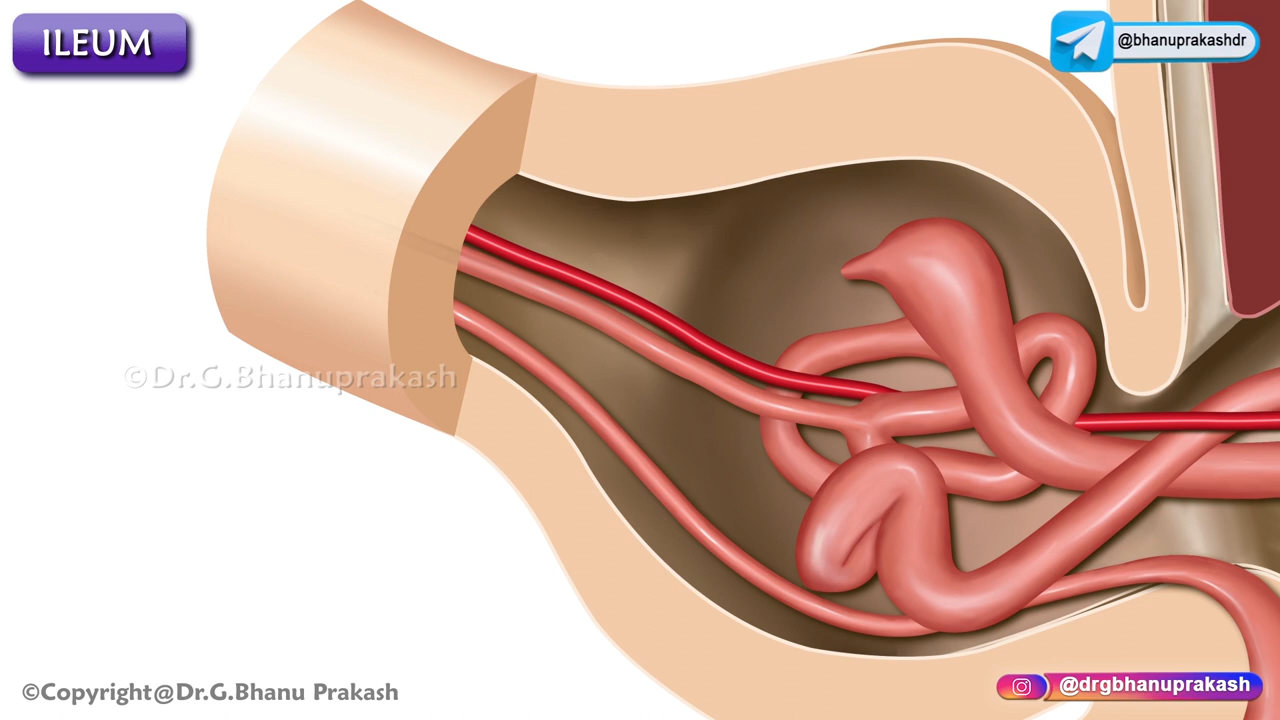 ILEUM
@bhanuprakashdr
©Dr.G.Bhanuprakash
©Copyright@Dr.G.Bhanu Prakash
@drgbhanuprakash